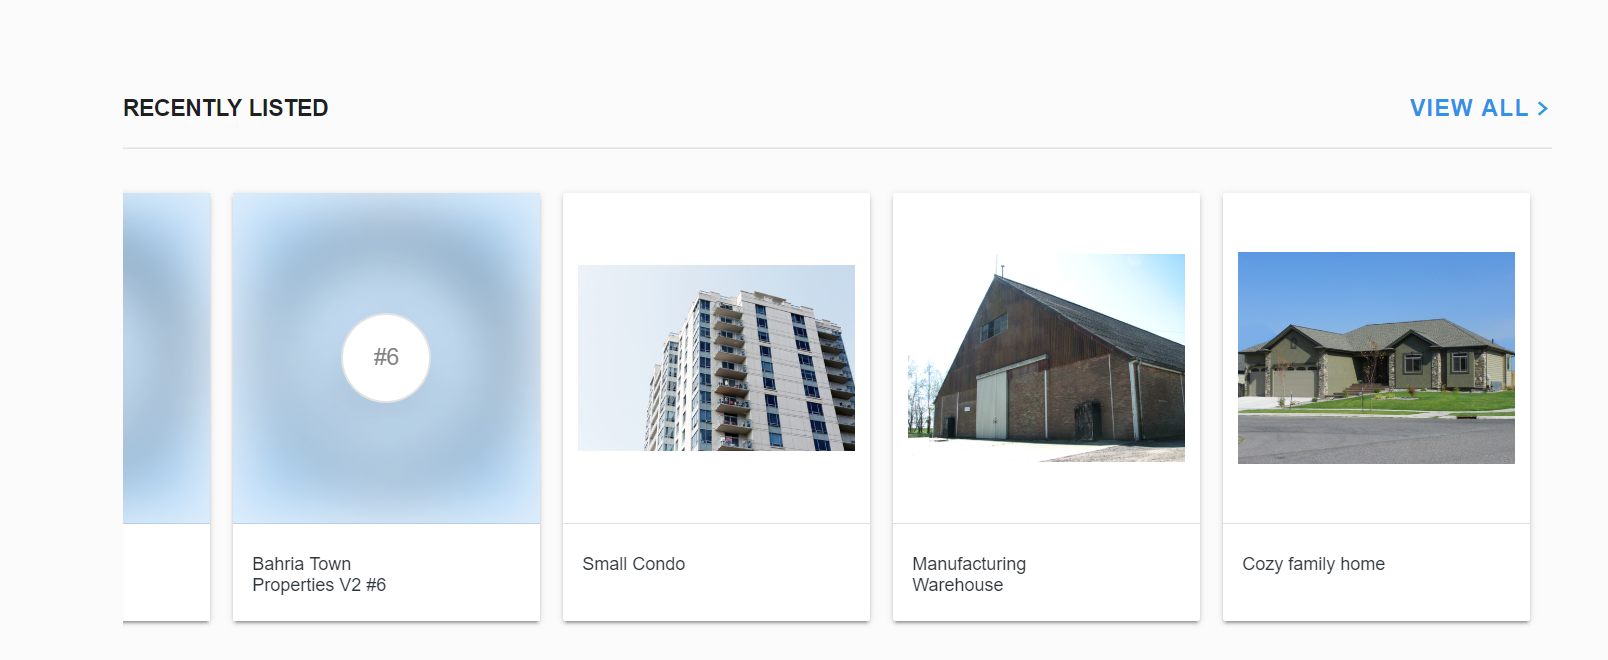 RECENTLY LISTED
VIEW ALL >
#6
Bahria Town
Properties V2 #6
Small Condo
Manufacturing
Warehouse
Cozy family home